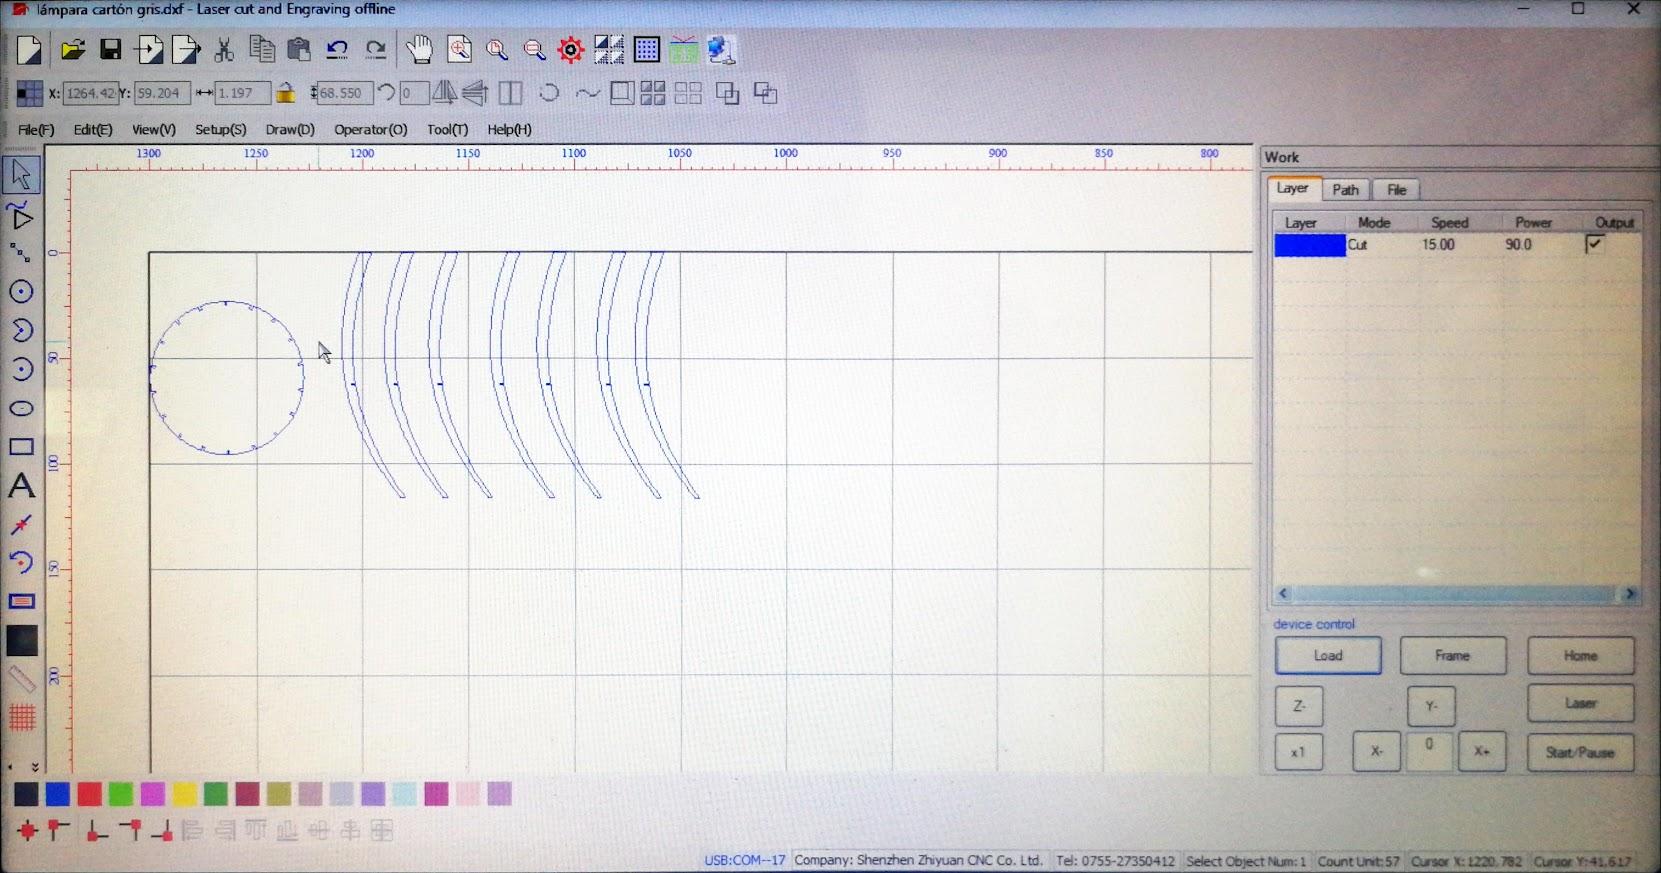 lámpara cartón gris.dxf - Laser cut and Engraving offline
X: 1264.42 Y: 59.204 1.197 68.550 0
File(F) Edit(E) View(V) Setup(S) Draw(D) Operator(O) Tool(T) Help(H)
1300 1250 1200 1150 1100 1050 1000 950 900 850 800
0
50
100
150
200
A
Work
Layer Path File
Layer Mode Speed Power Output
Cut 15.00 90.0
device control
Load Frame Home
Z- Y- Laser
x1 X- 0 X+ Start/Pause
USB:COM--17 Company: Shenzhen Zhiyuan CNC Co. Ltd. Tel: 0755-27350412 Select Object Num:1 Count Unit:57 Cursor X:1220.782 Cursor Y:41.617